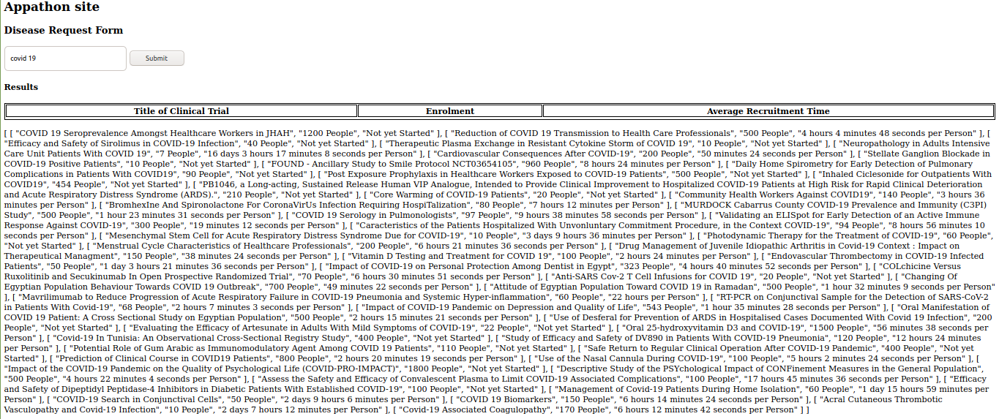 Appathon site
Disease Request Form
covid 19
Submit
Results
Title of Clinical Trial
Enrolment
Average Recruitment Time
[ [ "COVID 19 Seroprevalence Amongst Healthcare Workers in JHAH", "1200 People", "Not yet Started" ], [ "Reduction of COVID 19 Transmission to Health Care Professionals", "500 People", "4 hours 4 minutes 48 seconds per Person" ], [
"Efficacy and Safety of Sirolimus in COVID-19 Infection", "40 People", "Not yet Started" ], [ "Therapeutic Plasma Exchange in Resistant Cytokine Storm of COVID 19", "10 People", "Not yet Started" ], [ "Neuropathology in Adults Intensive
Care Unit Patients With COVID 19", "7 People", "16 days 3 hours 17 minutes 8 seconds per Person" ], [ "Cardiovascular Consequences After COVID-19", "200 People", "50 minutes 24 seconds per Person" ], [ "Stellate Ganglion Blockade in
COVID-19 Positive Patients", "10 People", "Not yet Started" ], [ "FOUND - Ancillary Study to Smile Protocol NCT03654105", "960 People", "8 hours 24 minutes per Person" ], [ "Daily Home Spirometry for Early Detection of Pulmonary
Complications in Patients With COVID19", "90 People", "Not yet Started" ], [ "Post Exposure Prophylaxis in Healthcare Workers Exposed to COVID-19 Patients", "500 People", "Not yet Started" ], [ "Inhaled Ciclesonide for Outpatients With
COVID19", "454 People", "Not yet Started" ], [ "PB1046, a Long-acting, Sustained Release Human VIP Analogue, Intended to Provide Clinical Improvement to Hospitalized COVID-19 Patients at High Risk for Rapid Clinical Deterioration
and Acute Respiratory Distress Syndrome (ARDS).", "210 People", "Not yet Started" ], [ "Core Warming of COVID-19 Patients", "20 People", "Not yet Started" ], [ "Community Health Workers Against COVID19", "140 People", "3 hours 36
minutes per Person" ], [ "BromhexIne And Spironolactone For CoronaVirUs Infection Requiring HospiTalization", "80 People", "7 hours 12 minutes per Person" ], [ "MURDOCK Cabarrus County COVID-19 Prevalence and Immunity (C3PI)
Study", "500 People", "1 hour 23 minutes 31 seconds per Person" ], [ "COVID 19 Serology in Pulmonologists", "97 People", "9 hours 38 minutes 58 seconds per Person" ], [ "Validating an ELISpot for Early Detection of an Active Immune
Response Against COVID-19", "300 People", "19 minutes 12 seconds per Person" ], [ "Caracteristics of the Patients Hospitalized With Unvonluntary Commitment Procedure, in the Context COVID-19", "94 People", "8 hours 56 minutes 10
seconds per Person" ], [ "Mesenchymal Stem Cell for Acute Respiratory Distress Syndrome Due for COVID-19", "10 People", "3 days 9 hours 36 minutes per Person" ], [ "Photodynamic Therapy for the Treatment of COVID-19", "60 People",
"Not yet Started" ], [ "Menstrual Cycle Characteristics of Healthcare Professionals", "200 People", "6 hours 21 minutes 36 seconds per Person" ], [ "Drug Management of Juvenile Idiopathic Arthritis in Covid-19 Context : Impact on
Therapeutical Managment", "150 People", "38 minutes 24 seconds per Person" ], [ "Vitamin D Testing and Treatment for COVID 19", "100 People", "2 hours 24 minutes per Person" ], [ "Endovascular Thrombectomy in COVID-19 Infected
Patients", "50 People", "1 day 3 hours 21 minutes 36 seconds per Person" ], [ "Impact of COVID-19 on Personal Protection Among Dentist in Egypt", "323 People", "4 hours 40 minutes 52 seconds per Person" ], [ "COLchicine Versus
Ruxolitinib and Secukinumab In Open Prospective Randomized Trial", "70 People", "6 hours 30 minutes 51 seconds per Person" ], [ "Anti-SARS Cov-2 T Cell Infusions for COVID 19", "20 People", "Not yet Started" ], [ "Changing Of
Egyptian Population Behaviour Towards COVID 19 Outbreak", "700 People", "49 minutes 22 seconds per Person" ], [ "Attitude of Egyptian Population Toward COVID 19 in Ramadan", "500 People", "1 hour 32 minutes 9 seconds per Person"
], [ "Mavrilimumab to Reduce Progression of Acute Respiratory Failure in COVID-19 Pneumonia and Systemic Hyper-inflammation", "60 People", "22 hours per Person" ], [ "RT-PCR on Conjunctival Sample for the Detection of SARS-CoV-2
in Patients With Covid-19", "68 People", "2 hours 7 minutes 3 seconds per Person" ], [ "Impact of COVID-19 Pandemic on Depression and Quality of Life", "543 People", "1 hour 35 minutes 28 seconds per Person" ], [ "Oral Manifestation of
COVID 19 Patient: A Cross Sectional Study on Egyptian Population", "500 People", "2 hours 15 minutes 21 seconds per Person" ], [ "Use of Desferal for Prevention of ARDS in Hospitalised Cases Documented With Covid 19 Infection", "200
People", "Not yet Started" ], [ "Evaluating the Efficacy of Artesunate in Adults With Mild Symptoms of COVID-19", "22 People", "Not yet Started" ], [ "Oral 25-hydroxyvitamin D3 and COVID-19", "1500 People", "56 minutes 38 seconds per
Person" ], [ "Covid-19 In Tunisia: An Observational Cross-Sectional Registry Study", "400 People", "Not yet Started" ], [ "Study of Efficacy and Safety of DV890 in Patients With COVID-19 Pneumonia", "120 People", "12 hours 24 minutes
per Person" ], [ "Potential Role of Gum Arabic as Immunomodulatory Agent Among COVID 19 Patients", "110 People", "Not yet Started" ], [ "Safe Return to Regular Clinical Operation After COVID-19 Pandemic", "400 People", "Not yet
Started" ], [ "Prediction of Clinical Course in COVID19 Patients", "800 People", "2 hours 20 minutes 19 seconds per Person" ], [ "Use of the Nasal Cannula During COVID-19", "100 People", "5 hours 2 minutes 24 seconds per Person" ], [
"Impact of the COVID-19 Pandemic on the Quality of Psychological Life (COVID-PRO-IMPACT)", "1800 People", "Not yet Started" ], [ "Descriptive Study of the PSYchological Impact of CONFinement Measures in the General Population",
"500 People", "4 hours 22 minutes 4 seconds per Person" ], [ "Assess the Safety and Efficacy of Convalescent Plasma to Limit COVID-19 Associated Complications", "100 People", "17 hours 45 minutes 36 seconds per Person" ], [ "Efficacy
and Safety of Dipeptidyl Peptidase-4 Inhibitors in Diabetic Patients With Established COVID-19", "100 People", "Not yet Started" ], [ "Management of Covid-19 Patients During Home Isolation", "60 People", "1 day 15 hours 59 minutes per
Person" ], [ "COVID-19 Search in Conjunctival Cells", "50 People", "2 days 9 hours 6 minutes per Person" ], [ "COVID 19 Biomarkers", "150 People", "6 hours 14 minutes 24 seconds per Person" ], [ "Acral Cutaneous Thrombotic
Vasculopathy and Covid-19 Infection", "10 People", "2 days 7 hours 12 minutes per Person" ], [ "Covid-19 Associated Coagulopathy", "170 People", "6 hours 12 minutes 42 seconds per Person" ] ]